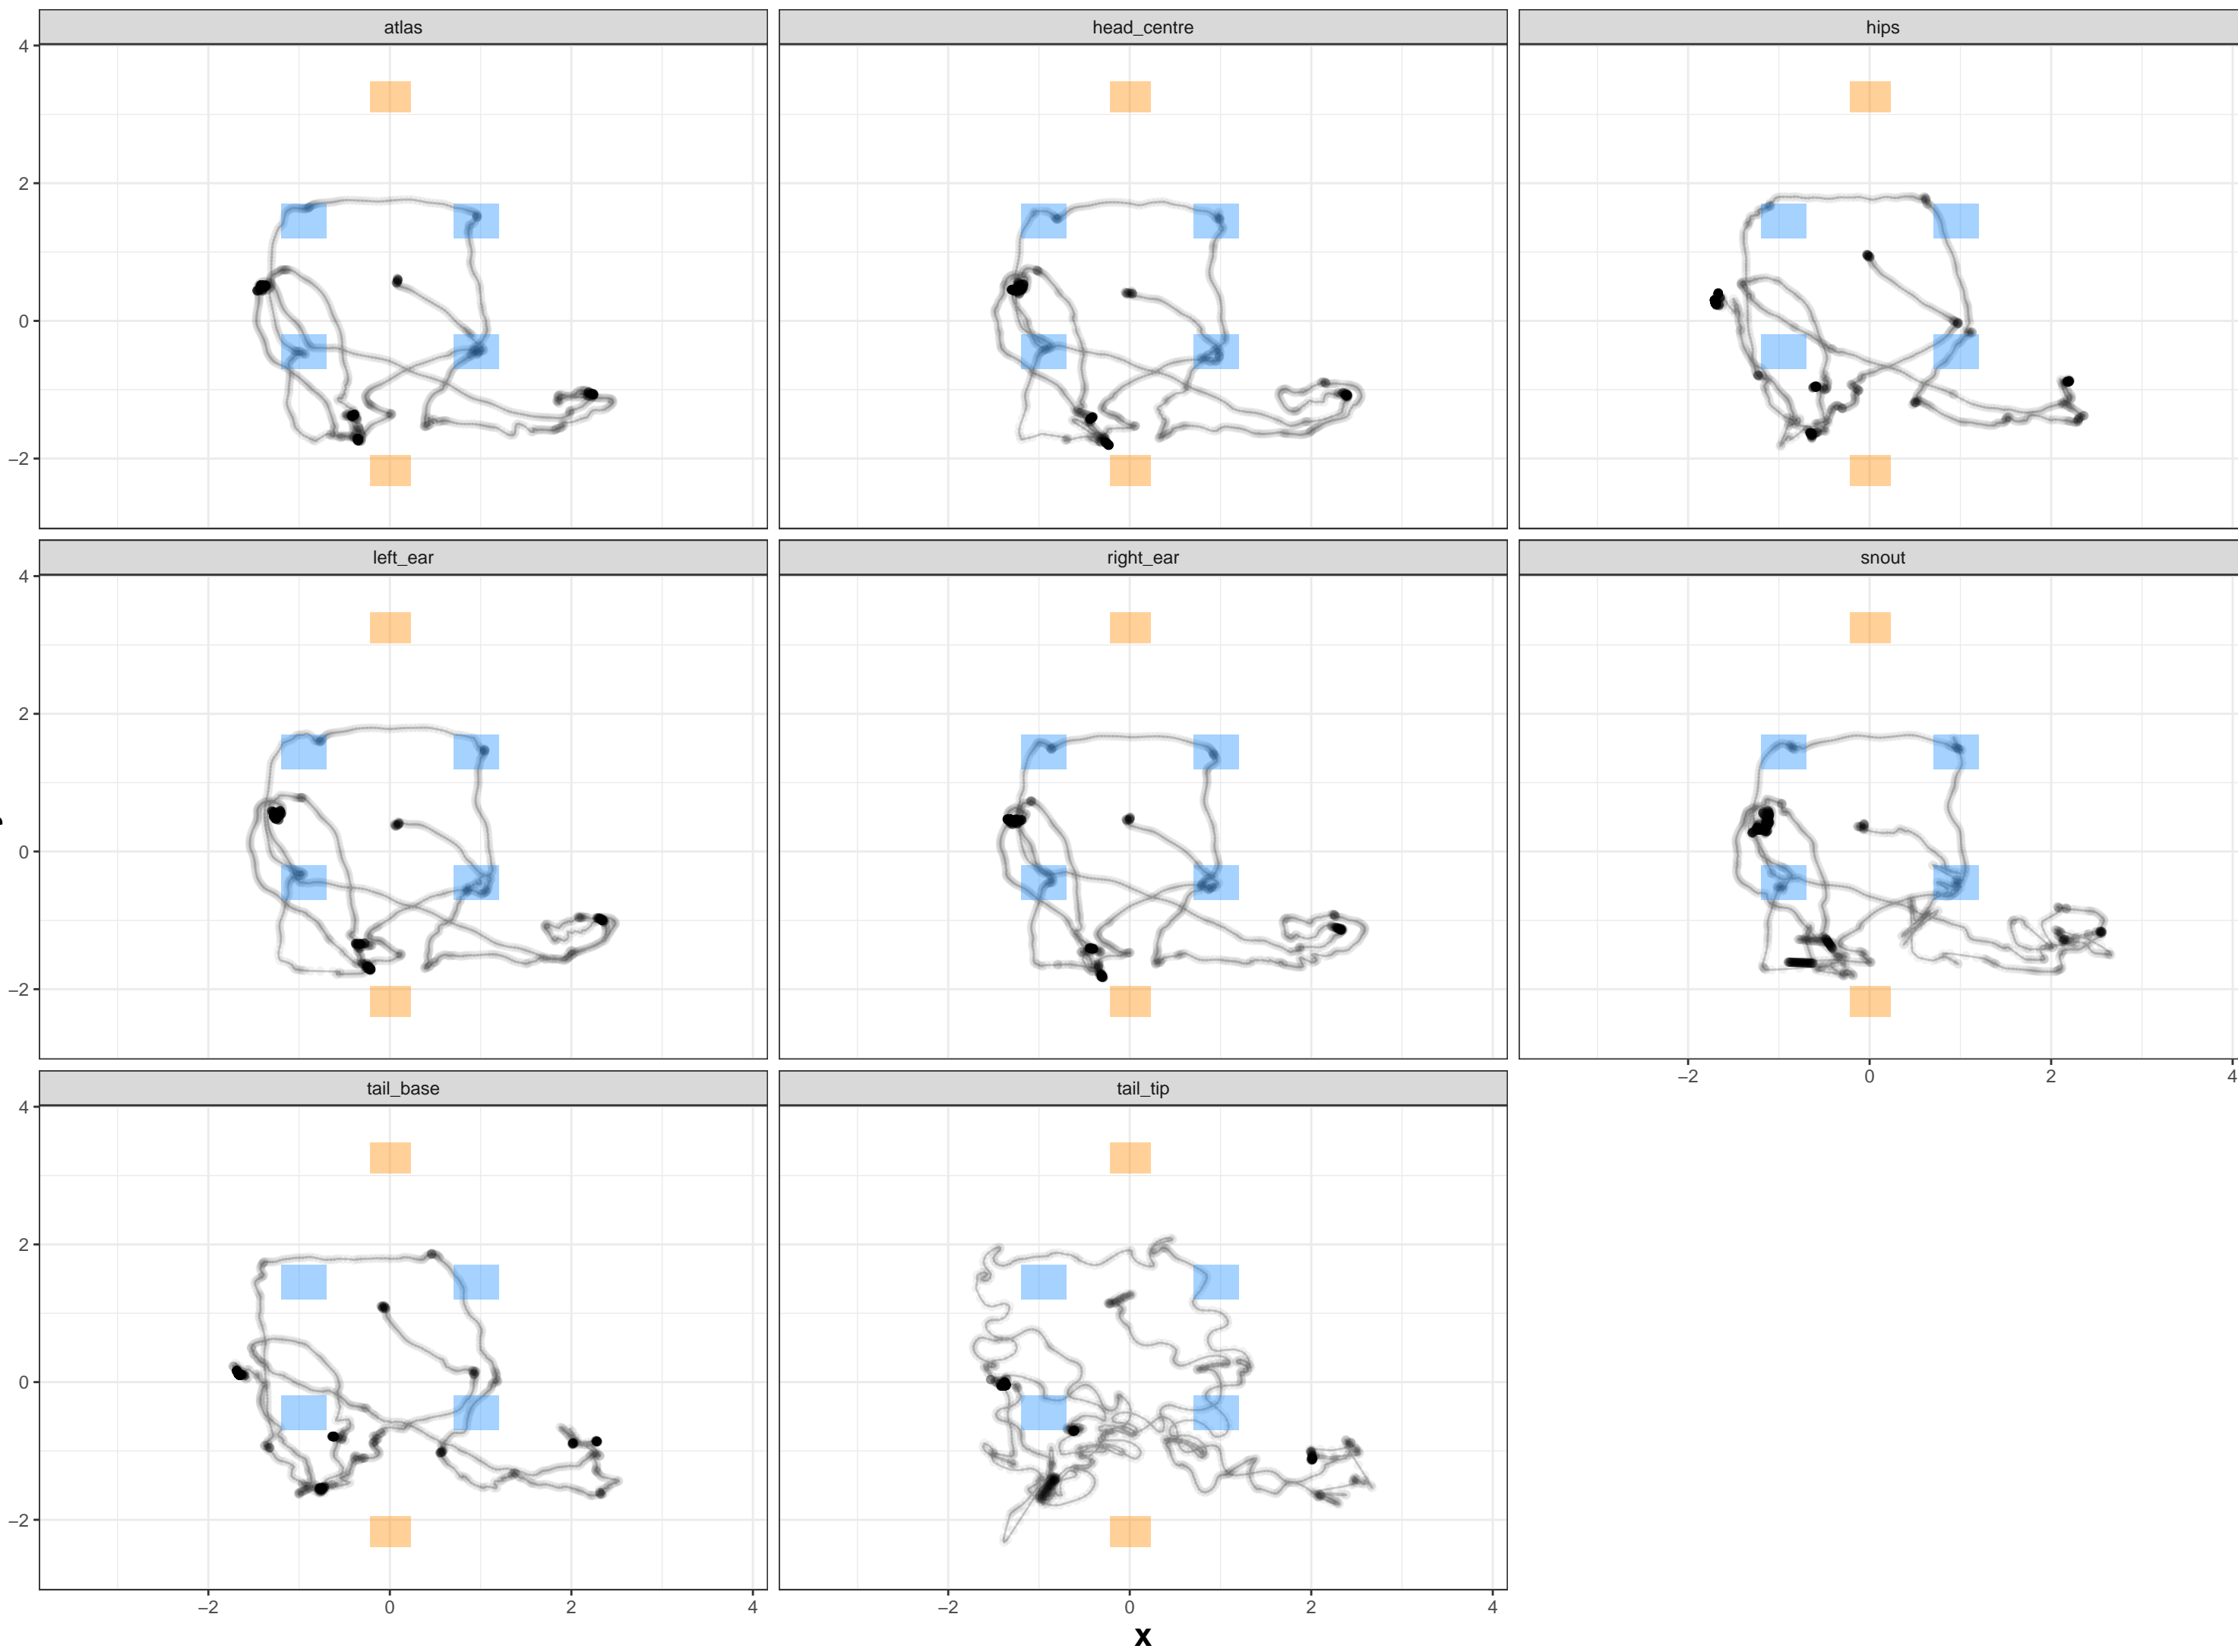 atlas head_centre hips
4
2
0
−2
left_ear right_ear snout
4
2
0
−2
−2 0 2 4
tail_base tail_tip
4
2
0
−2
−2 0 2 4 −2 0 2 4
x